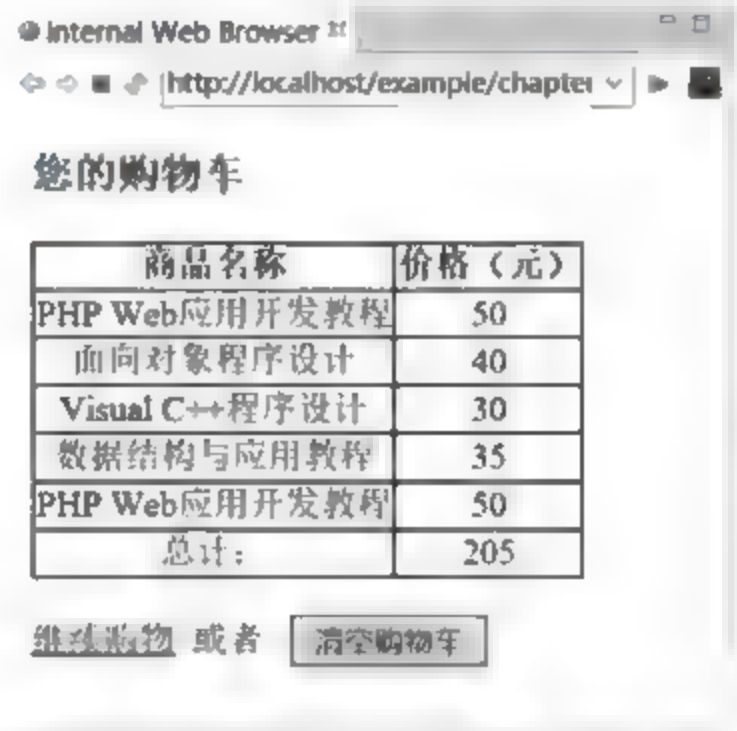 Internal Web Browser
http://localhost/example/chapter
您的购物车
商品名称 价格（元）
PHP Web应用开发教程 50
面向对象程序设计 40
Visual C++程序设计 30
数据结构与应用教程 35
PHP Web应用开发教程 50
总计： 205
继续购物 或者 清空购物车